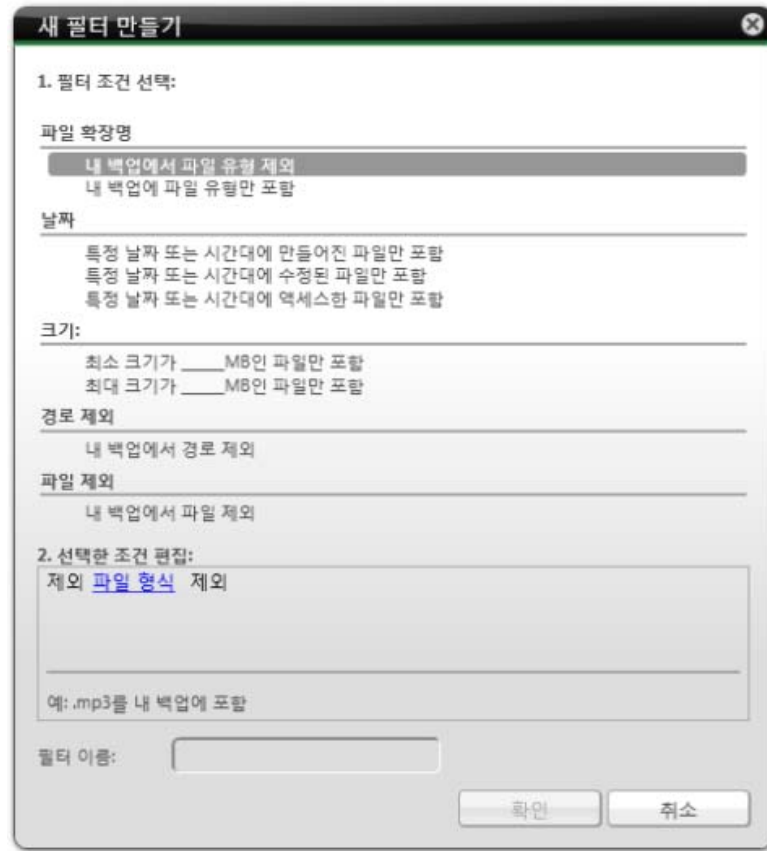 새 필터 만들기
1. 필터 조건 선택:
파일 확장명
내 백업에서 파일 유형 제외
내 백업에 파일 유형만 포함
날짜
특정 날짜 또는 시간대에 만들어진 파일만 포함
특정 날짜 또는 시간대에 수정된 파일만 포함
특정 날짜 또는 시간대에 액세스한 파일만 포함
크기:
최소 크기가 ____MB인 파일만 포함
최대 크기가 ____MB인 파일만 포함
경로 제외
내 백업에서 경로 제외
파일 제외
내 백업에서 파일 제외
2. 선택한 조건 편집:
제외 파일 형식 제외
예: .mp3를 내 백업에 포함
필터 이름:
확인 취소